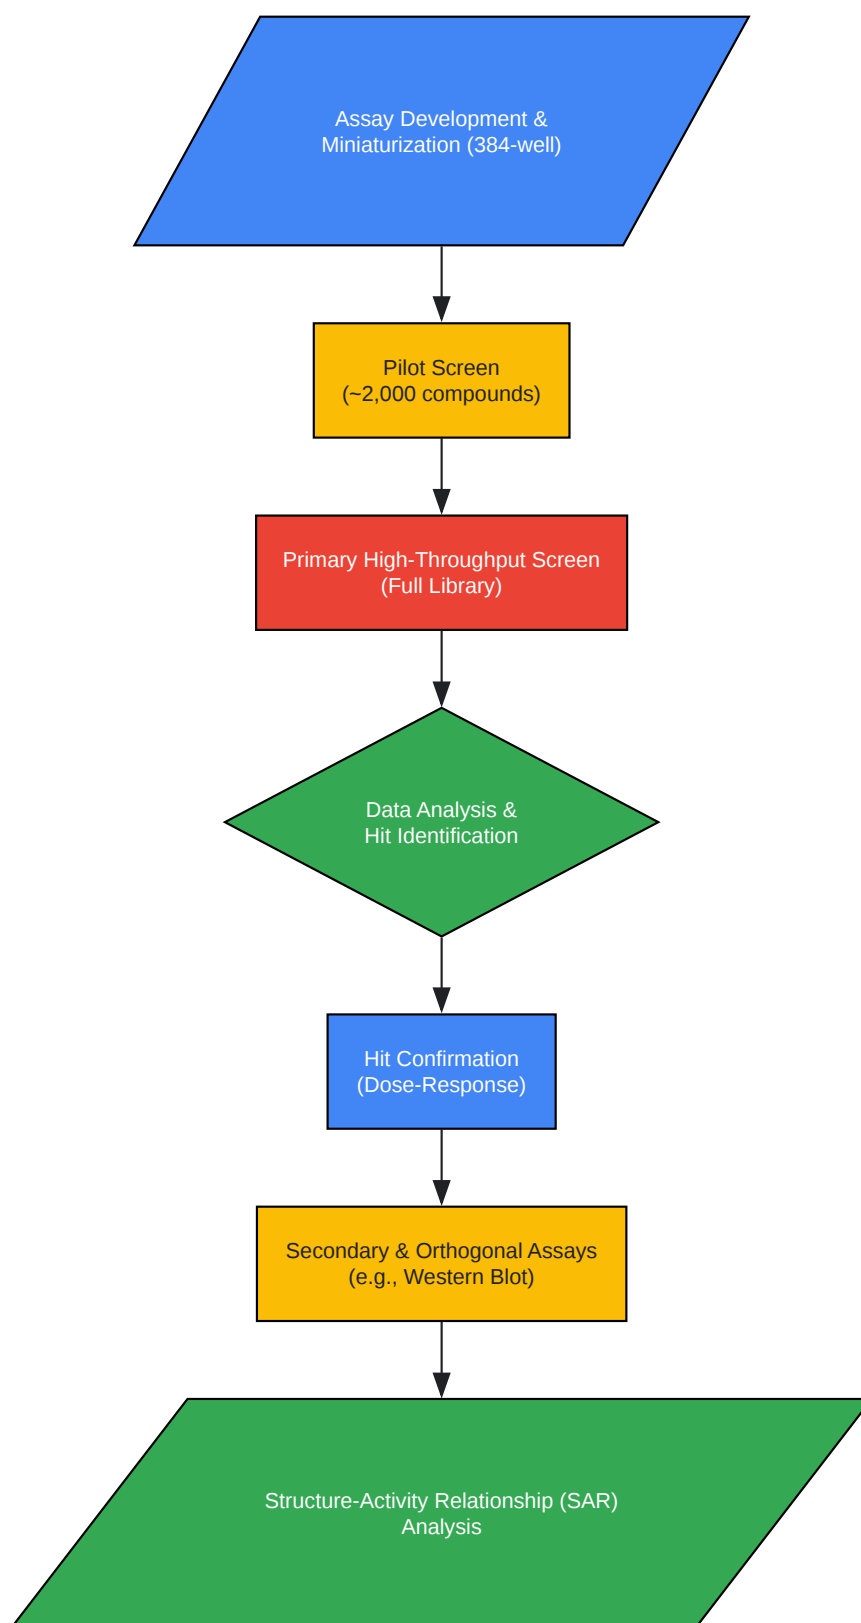 Assay Development &
Miniaturization (384-well)
Pilot Screen
(~2,000 compounds)
Primary High-Throughput Screen
(Full Library)
Data Analysis &
Hit Identification
Hit Confirmation
(Dose-Response)
Secondary & Orthogonal Assays
(e.g., Western Blot)
Structure-Activity Relationship (SAR)
Analysis